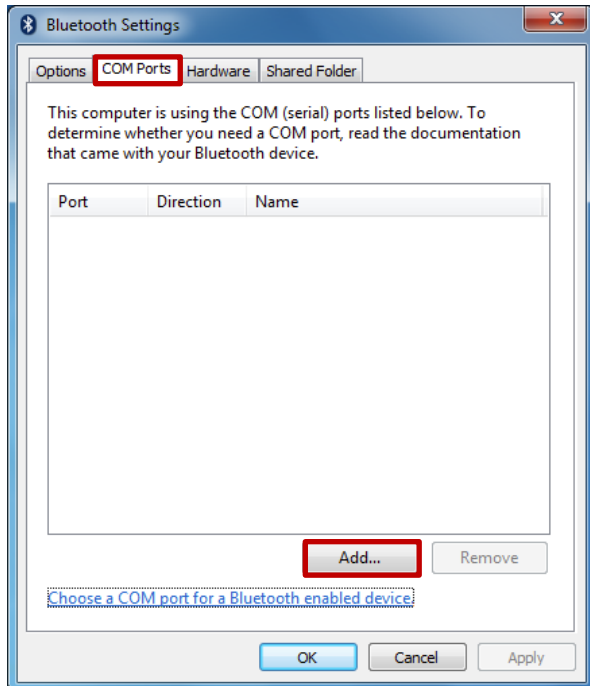 Bluetooth Settings
Options COM Ports Hardware Shared Folder
This computer is using the COM (serial) ports listed below. To
determine whether you need a COM port, read the documentation
that came with your Bluetooth device.
Port Direction Name
Add... Remove
Choose a COM port for a Bluetooth enabled device.
OK Cancel Apply